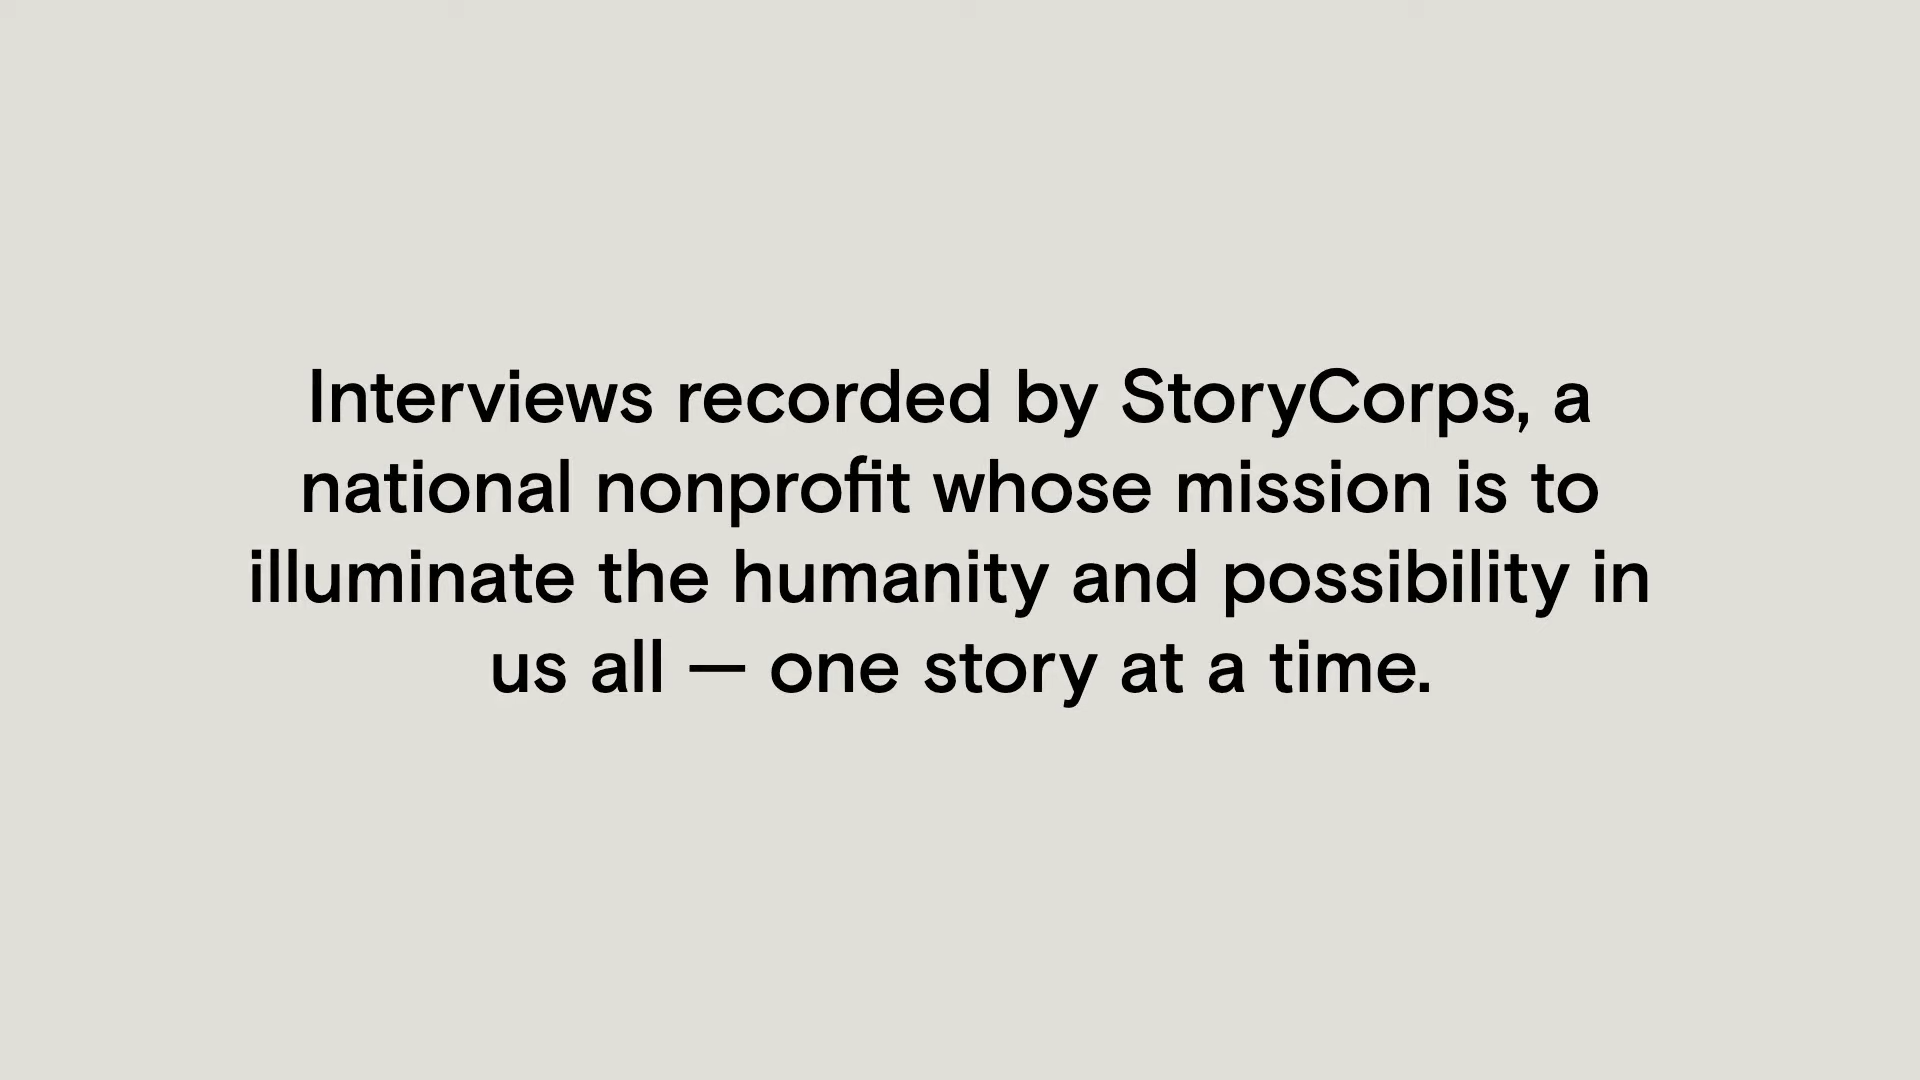 Interviews recorded by StoryCorps, a
national nonprofit whose mission is to
illuminate the humanity and possibility in
us all — one story at a time.